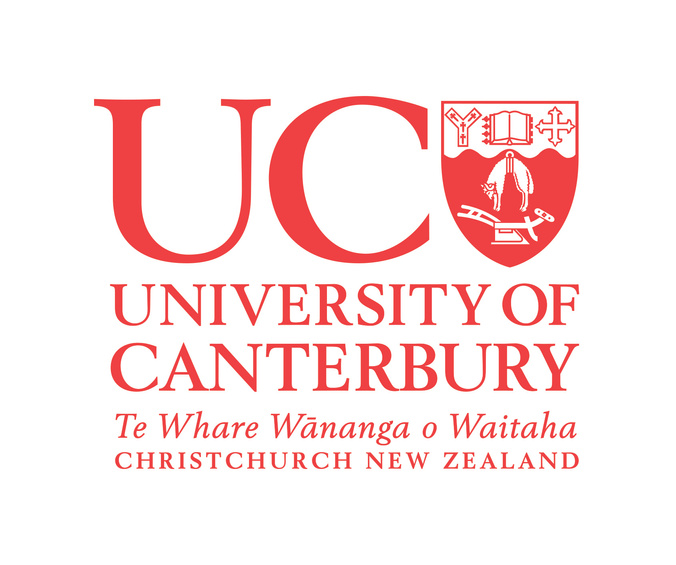 UC
UNIVERSITY OF
CANTERBURY
Te Whare Wānanga o Waitaha
CHRISTCHURCH NEW ZEALAND